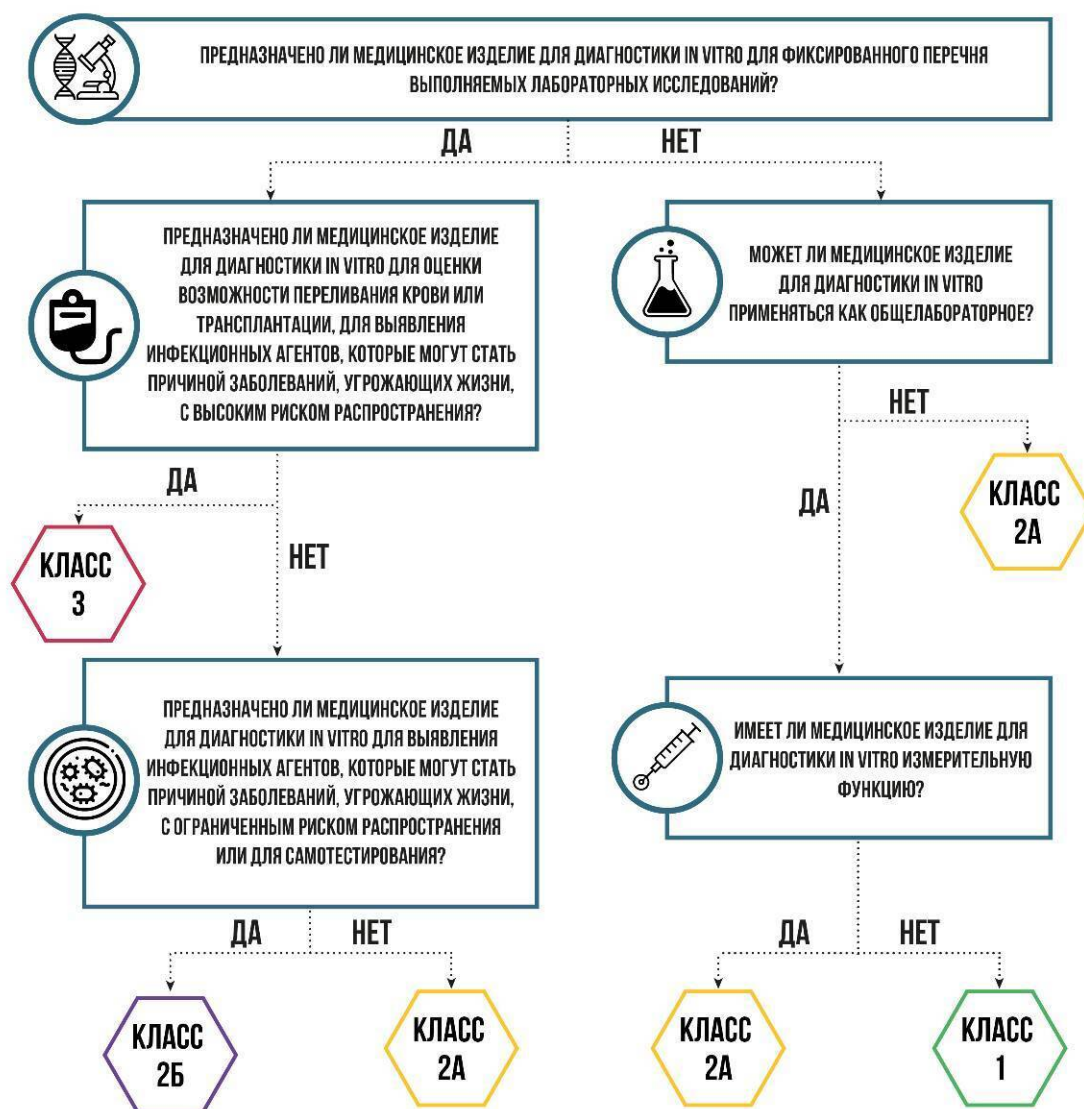 ПРЕДНАЗНАЧЕНО ЛИ МЕДИЦИНСКОЕ ИЗДЕЛИЕ ДЛЯ ДИАГНОСТИКИ IN VITRO ДЛЯ ФИКСИРОВАННОГО ПЕРЕЧНЯ
ВЫПОЛНЯЕМЫХ ЛАБОРАТОРНЫХ ИССЛЕДОВАНИЙ?
ДА
НЕТ
ПРЕДНАЗНАЧЕНО ЛИ МЕДИЦИНСКОЕ ИЗДЕЛИЕ
ДЛЯ ДИАГНОСТИКИ IN VITRO ДЛЯ ОЦЕНКИ
ВОЗМОЖНОСТИ ПЕРЕЛИВАНИЯ КРОВИ ИЛИ
ТРАНСПЛАНТАЦИИ, ДЛЯ ВЫЯВЛЕНИЯ
ИНФЕКЦИОННЫХ АГЕНТОВ, КОТОРЫЕ МОГУТ СТАТЬ
ПРИЧИНОЙ ЗАБОЛЕВАНИЙ, УГРОЖАЮЩИХ ЖИЗНИ,
С ВЫСОКИМ РИСКОМ РАСПРОСТРАНЕНИЯ?
МОЖЕТ ЛИ МЕДИЦИНСКОЕ ИЗДЕЛИЕ
ДЛЯ ДИАГНОСТИКИ IN VITRO
ПРИМЕНЯТЬСЯ КАК ОБЩЕЛАБОРАТОРНОЕ?
НЕТ
ДА
КЛАСС
2А
ДА
КЛАСС
3
НЕТ
ПРЕДНАЗНАЧЕНО ЛИ МЕДИЦИНСКОЕ ИЗДЕЛИЕ
ДЛЯ ДИАГНОСТИКИ IN VITRO ДЛЯ ВЫЯВЛЕНИЯ
ИНФЕКЦИОННЫХ АГЕНТОВ, КОТОРЫЕ МОГУТ СТАТЬ
ПРИЧИНОЙ ЗАБОЛЕВАНИЙ, УГРОЖАЮЩИХ ЖИЗНИ,
С ОГРАНИЧЕННЫМ РИСКОМ РАСПРОСТРАНЕНИЯ
ИЛИ ДЛЯ САМОТЕСТИРОВАНИЯ?
ИМЕЕТ ЛИ МЕДИЦИНСКОЕ ИЗДЕЛИЕ ДЛЯ
ДИАГНОСТИКИ IN VITRO ИЗМЕРИТЕЛЬНУЮ
ФУНКЦИЮ?
ДА
НЕТ
ДА
НЕТ
КЛАСС
2Б
КЛАСС
2А
КЛАСС
2А
КЛАСС
1